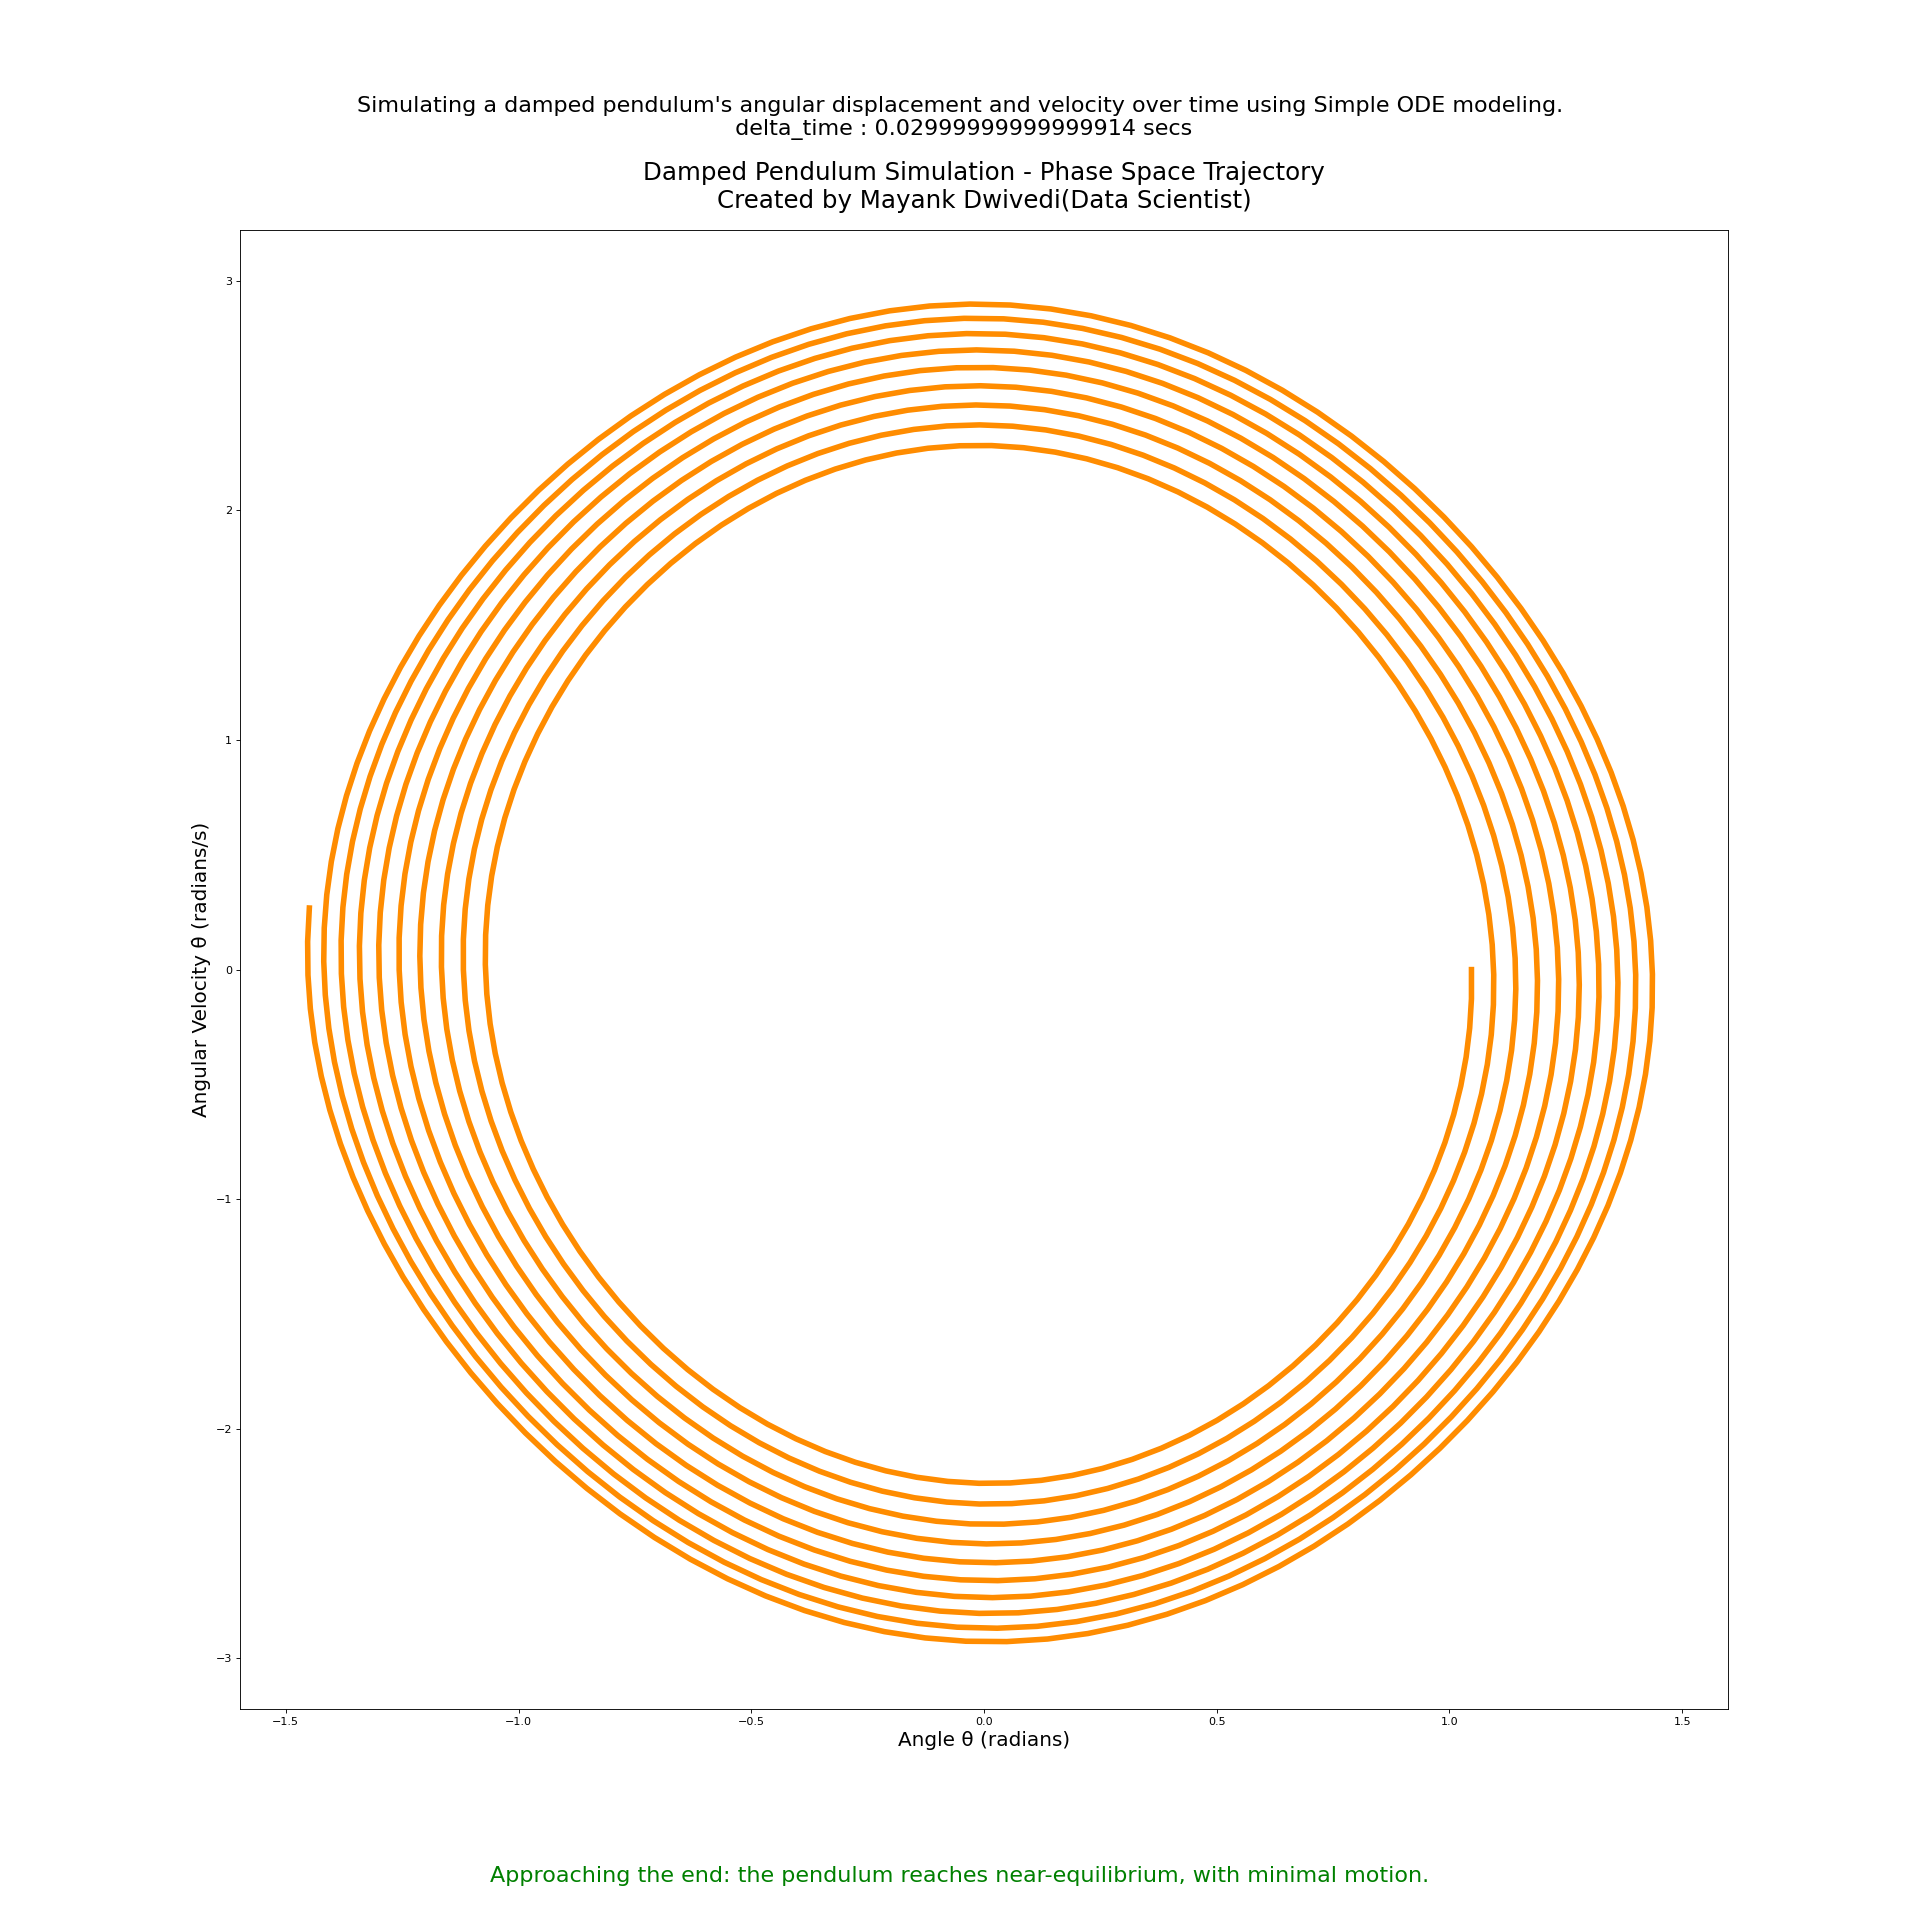 Simulating a damped pendulum's angular displacement and velocity over time using Simple ODE modeling.
delta_time : 0.02999999999999914 secs
Damped Pendulum Simulation - Phase Space Trajectory
Created by Mayank Dwivedi(Data Scientist)
3
2
1
0
−1
−2
−3
Angular Velocity θ (radians/s)
−1.5
−1.0
−0.5
0.0
0.5
1.0
1.5
Angle θ (radians)
Approaching the end: the pendulum reaches near-equilibrium, with minimal motion.